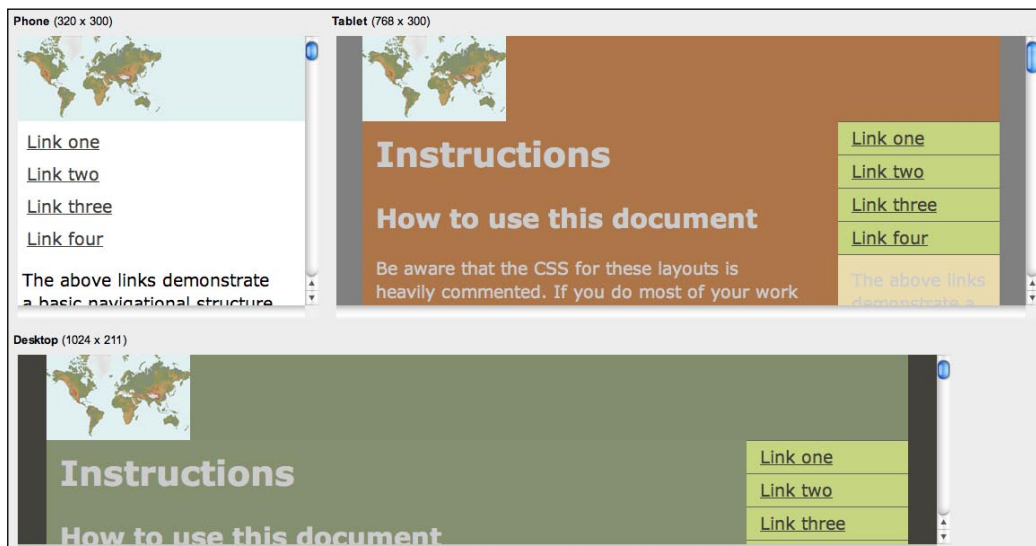 Phone (320 x 300)
Link one
Link two
Link three
Link four
The above links demonstrate
a basic navigational structure
Tablet (768 x 300)
Instructions
How to use this document
Be aware that the CSS for these layouts is
heavily commented. If you do most of your work
Link one
Link two
Link three
Link four
The above links
demonstrate a
Desktop (1024 x 211)
Instructions
How to use this document
Link one
Link two
Link three